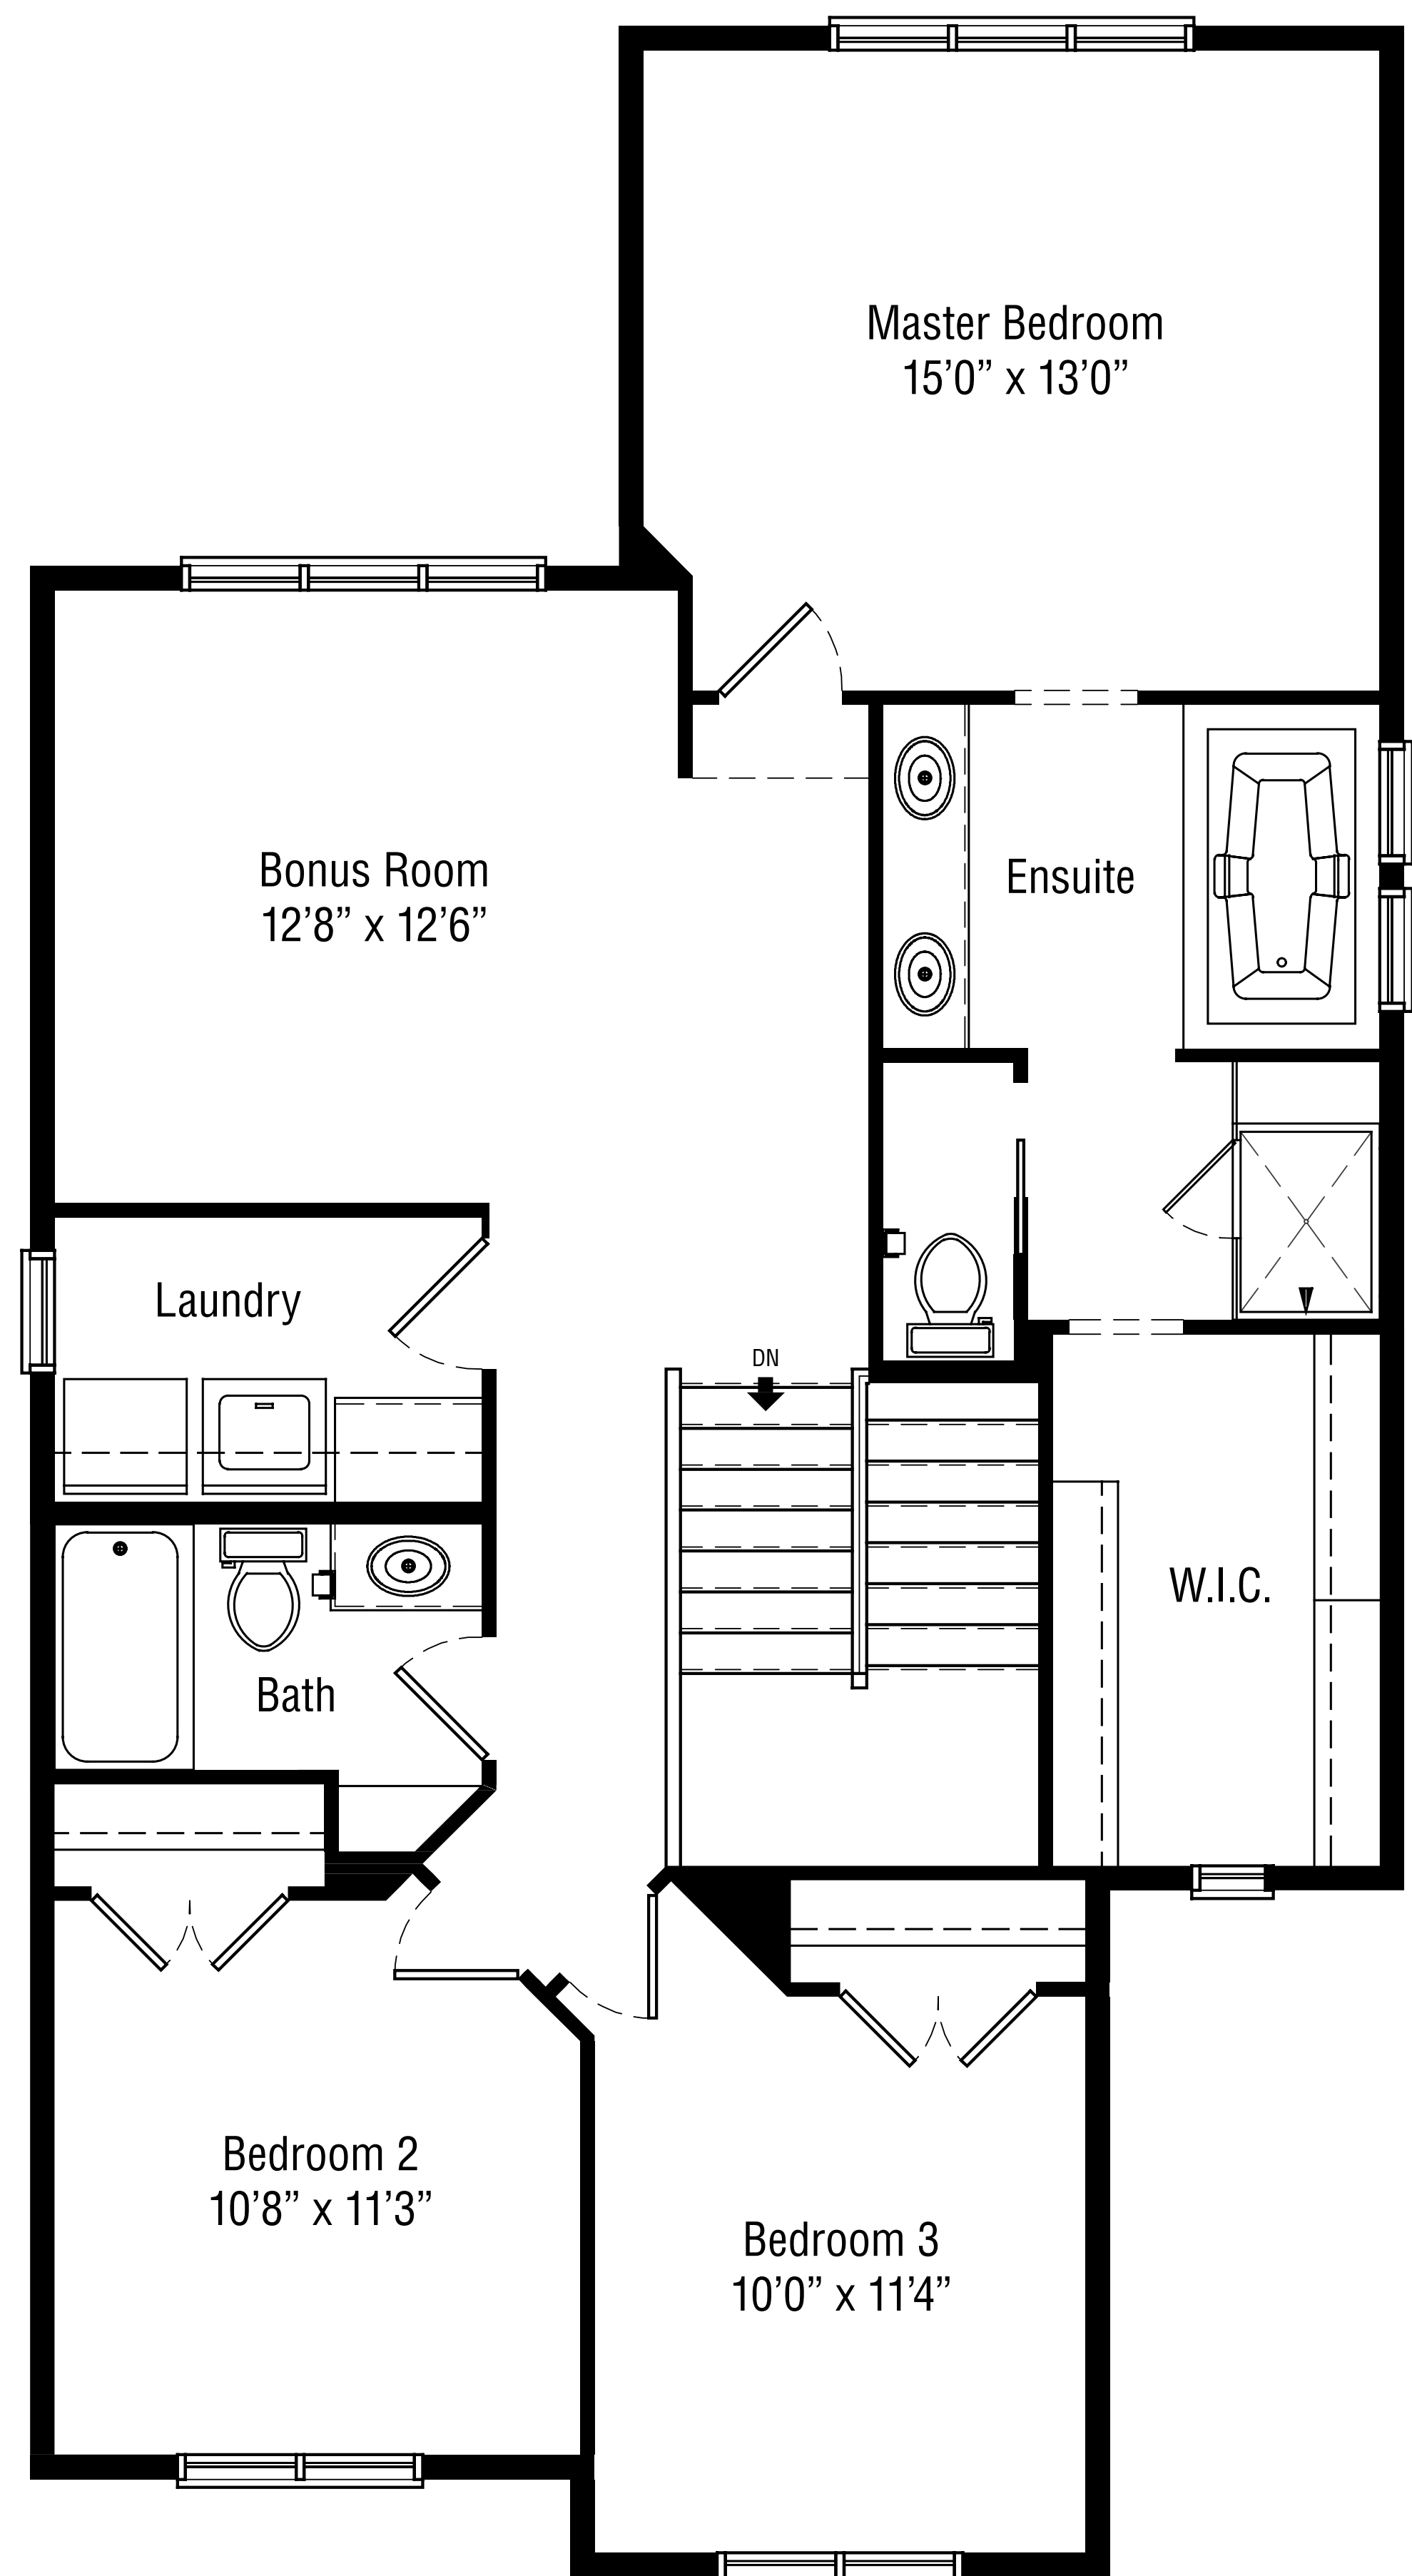 Master Bedroom
15’0” x 13’0”
Bonus Room
12’8” x 12’6”
Ensuite
Laundry
DN
W.I.C.
Bath
Bedroom 2
10’8” x 11’3”
Bedroom 3
10’0” x 11’4”